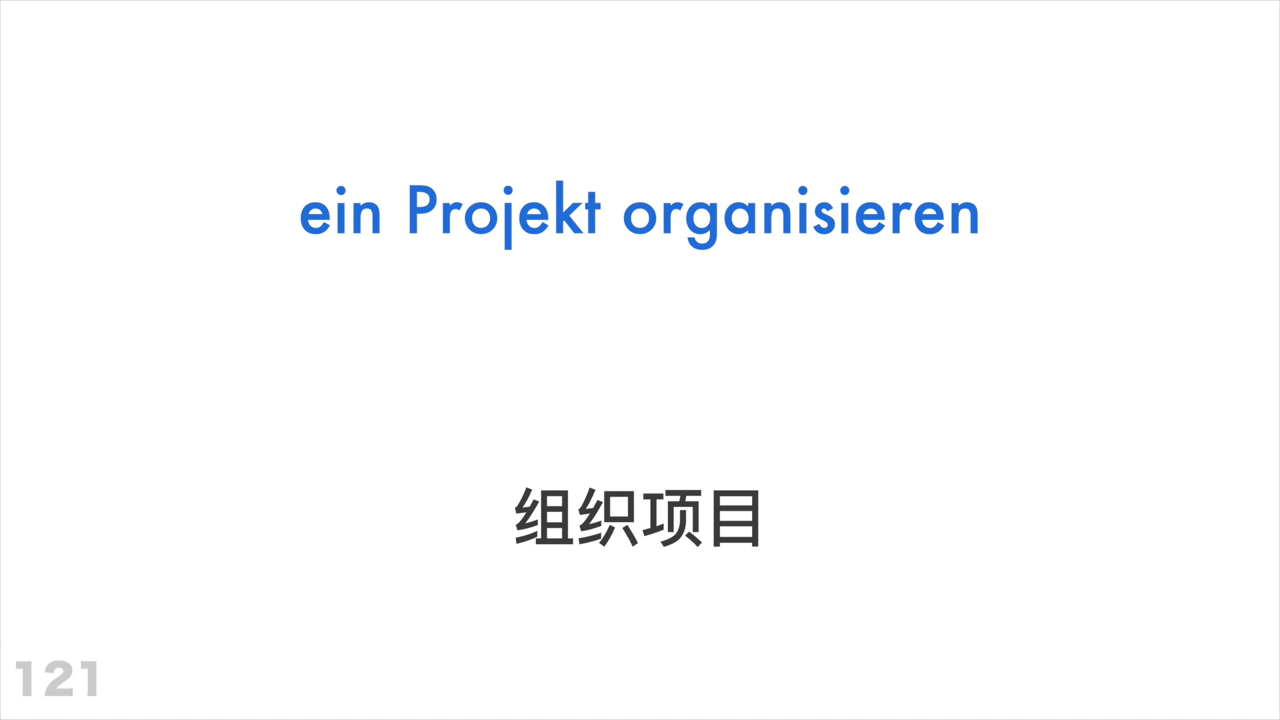 ein Projekt organisieren
组织项目
121